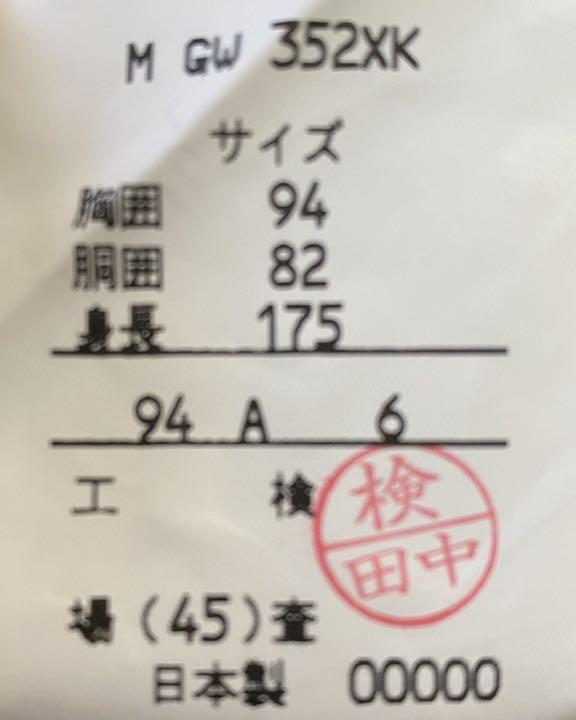 M GW 352XK
サイズ
胸囲 94
胴囲 82
身長 175
94 A 6
工 検
検
田中
場(45)査
日本製 00000